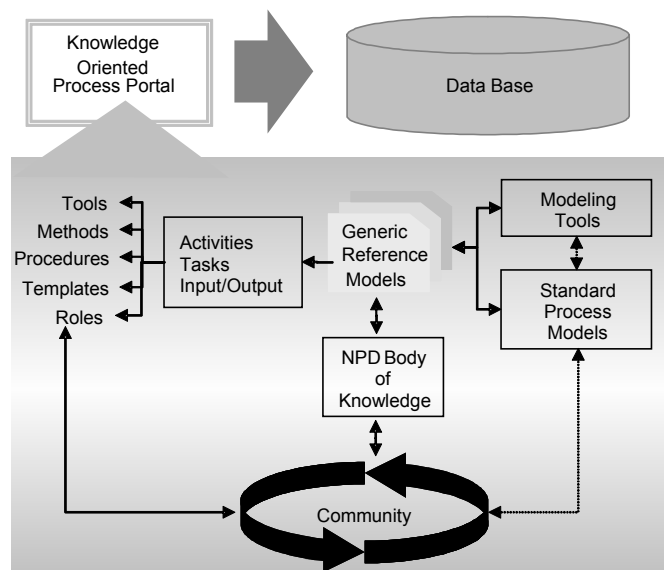 Knowledge
Oriented
Process Portal
Data Base
Tools
Methods
Procedures
Templates
Roles
Activities
Tasks
Input/Output
Generic
Reference
Models
Modeling
Tools
Standard
Process
Models
NPD Body
of
Knowledge
Community